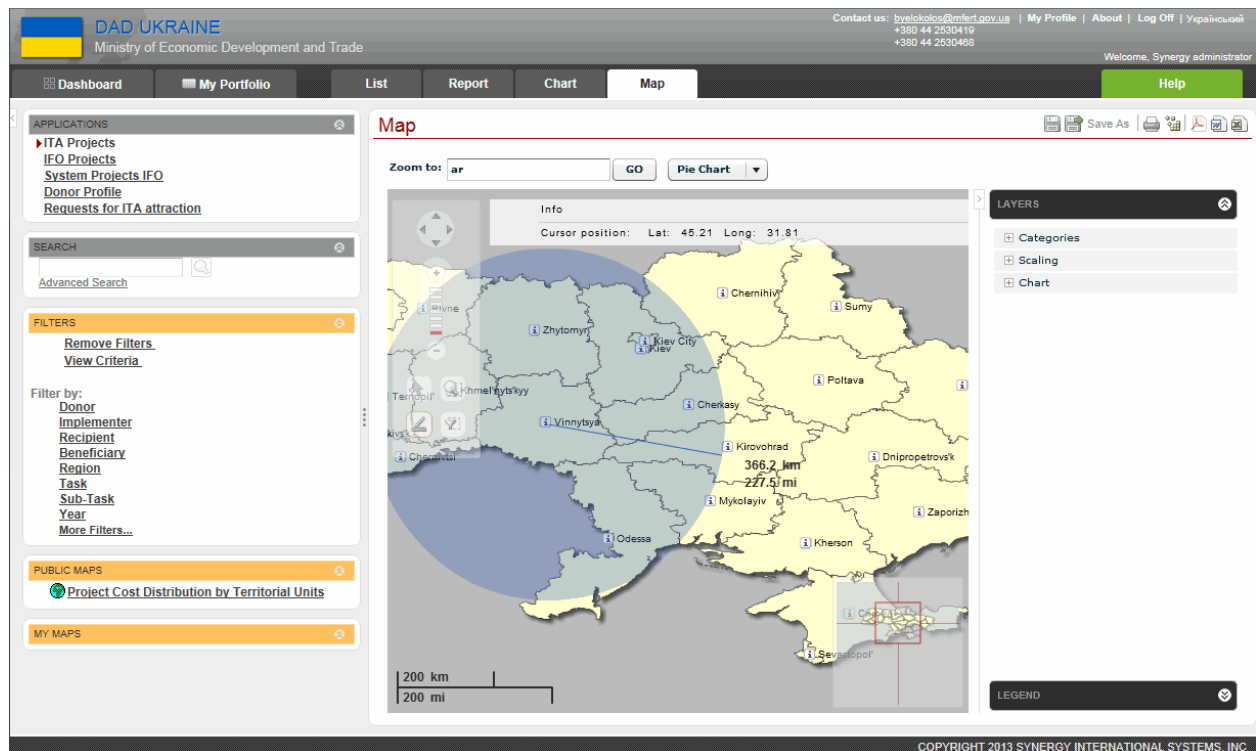 DAD UKRAINE
Ministry of Economic Development and Trade
Contact us: byelokolos@mfert.gov.ua | My Profile | About | Log Off | Український
+380 44 2530419
+380 44 2530468
Welcome, Synergy administrator
Dashboard My Portfolio List Report Chart Map Help
APPLICATIONS
ITA Projects
IFO Projects
System Projects IFO
Donor Profile
Requests for ITA attraction
SEARCH
Advanced Search
FILTERS
Remove Filters
View Criteria
Filter by:
Donor
Implementer
Recipient
Beneficiary
Region
Task
Sub-Task
Year
More Filters...
PUBLIC MAPS
Project Cost Distribution by Territorial Units
MY MAPS
Map
Save As
Zoom to: ar GO Pie Chart
Info
Cursor position: Lat: 45.21 Long: 31.81
Chernihiv
Sumy
Rivne
Zhytomyr
Kiev City
Kiev
Poltava
Ternopil'
Khmel'nyts'kyy
Cherkasy
Vinnytsya
Kirovohrad
Chernivtsi
Dnipropetrovs'k
366.2 km
227.5 mi
Mykolayiv
Zaporizh
Odessa
Kherson
Sevastopol'
200 km
200 mi
LAYERS
Categories
Scaling
Chart
LEGEND
COPYRIGHT 2013 SYNERGY INTERNATIONAL SYSTEMS, INC